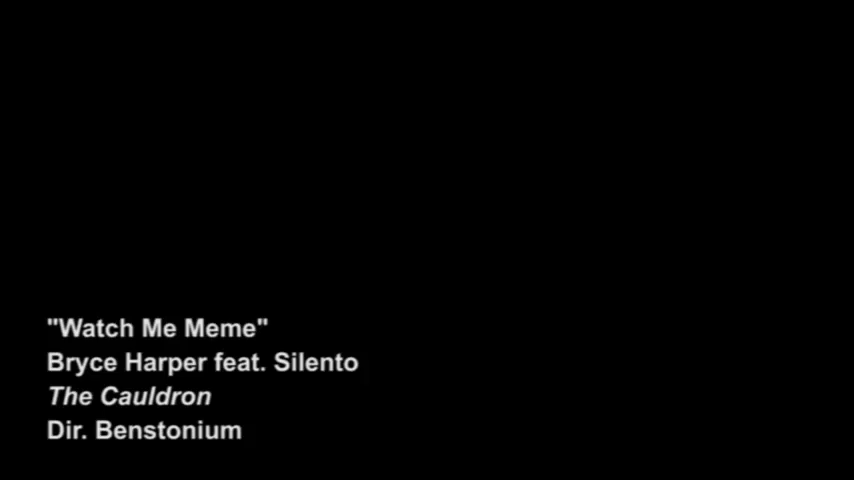 "Watch Me Meme"
Bryce Harper feat. Silento
The Cauldron
Dir. Benstonium